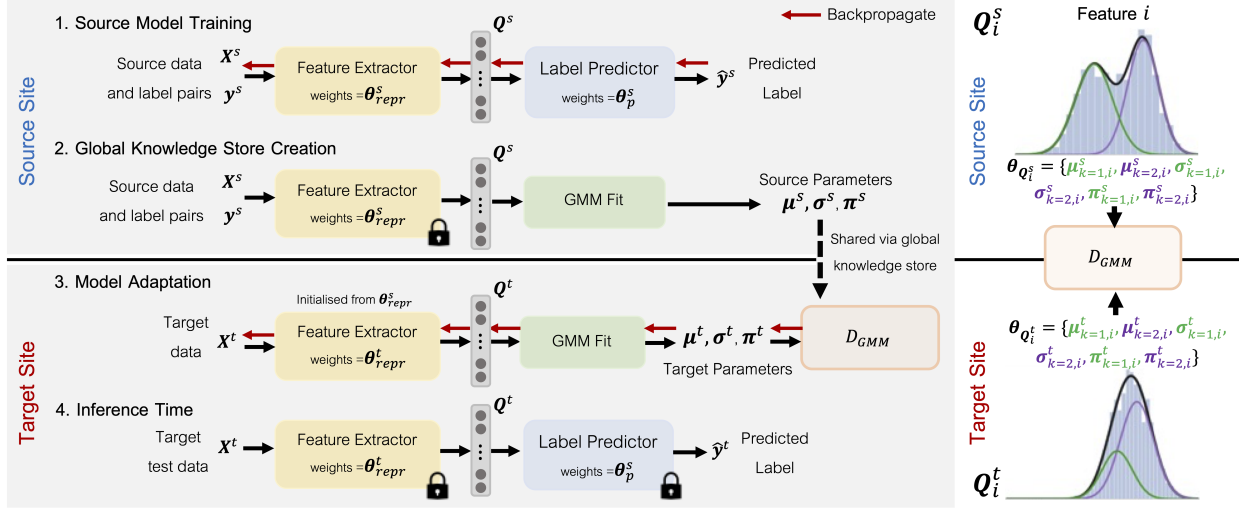 1. Source Model Training
Q^s
Backpropagate
Source data
and label pairs
X^s
y^s
Feature Extractor
weights =θ^s_repr
Label Predictor
weights =θ^s_p
ŷ^s
Predicted
Label
Source Site
2. Global Knowledge Store Creation
Q^s
Source data
and label pairs
X^s
y^s
Feature Extractor
weights =θ^s_repr
GMM Fit
Source Parameters
μ^s, σ^s, π^s
Shared via global
knowledge store
3. Model Adaptation
Q^t
Initialised from θ^s_repr
Target
data
X^t
Feature Extractor
weights =θ^t_repr
GMM Fit
μ^t, σ^t, π^t
Target Parameters
D_GMM
Target Site
4. Inference Time
Q^t
Target
test data
X^t
Feature Extractor
weights =θ^t_repr
Label Predictor
weights =θ^s_p
ŷ^t
Predicted
Label
Q^s_i
Feature i
Source Site
θ_{Q^s_i} = {μ^s_{k=1,i}, μ^s_{k=2,i}, σ^s_{k=1,i},
σ^s_{k=2,i}, π^s_{k=1,i}, π^s_{k=2,i}}
D_GMM
θ_{Q^t_i} = {μ^t_{k=1,i}, μ^t_{k=2,i}, σ^t_{k=1,i},
σ^t_{k=2,i}, π^t_{k=1,i}, π^t_{k=2,i}}
Target Site
Q^t_i